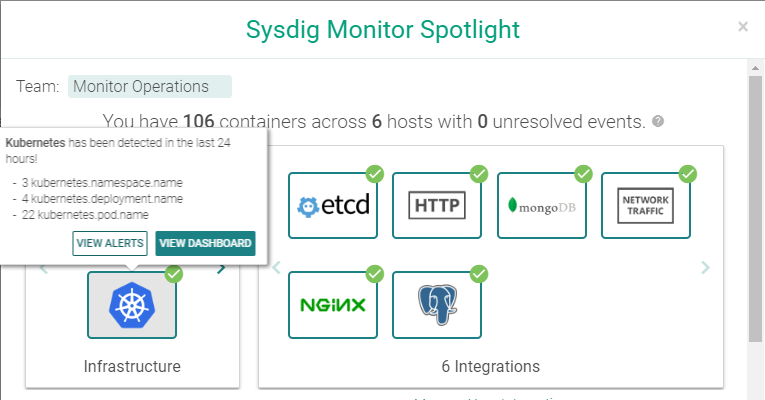 Sysdig Monitor Spotlight
×
Team: Monitor Operations
You have 106 containers across 6 hosts with 0 unresolved events. ?
Kubernetes has been detected in the last 24
hours!
- 3 kubernetes.namespace.name
- 4 kubernetes.deployment.name
- 22 kubernetes.pod.name
VIEW ALERTS VIEW DASHBOARD
Infrastructure
etcd HTTP mongoDB NETWORK
TRAFFIC
NGINX
6 Integrations